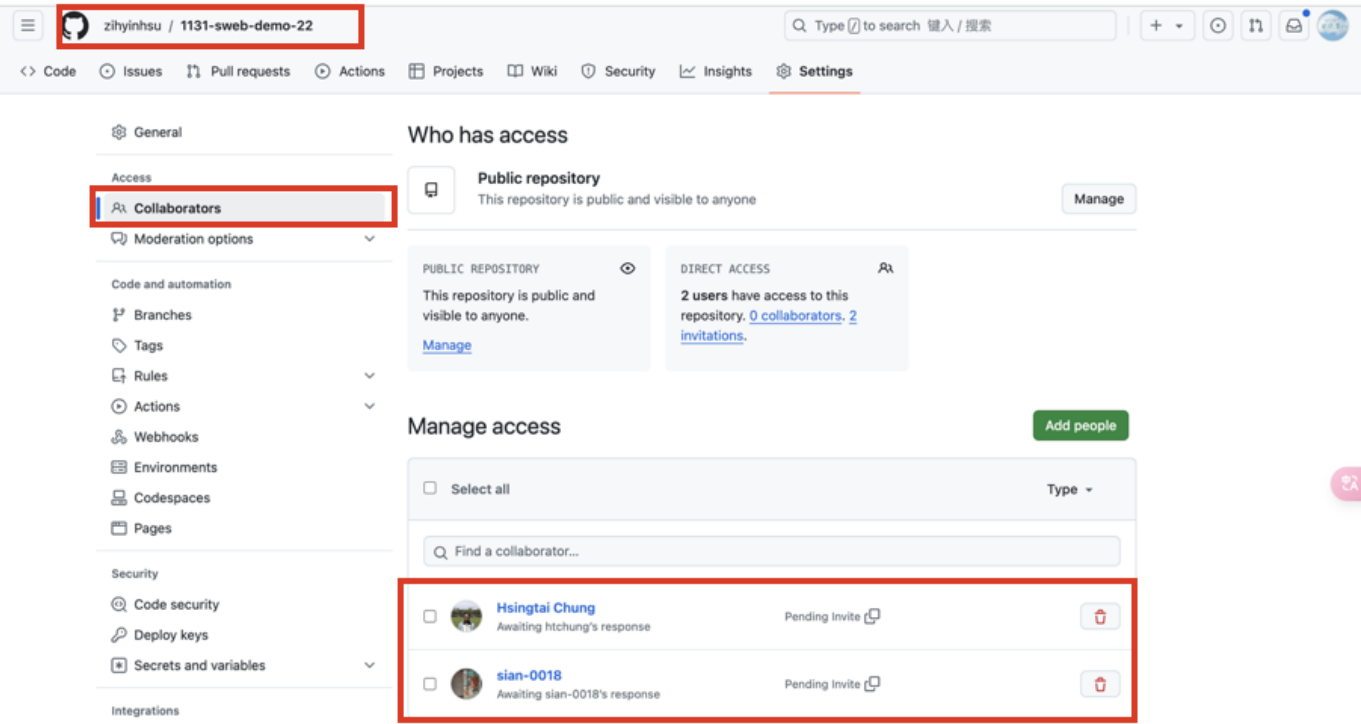 zihyinhsu / 1131-sweb-demo-22
Type / to search 键入 / 搜索
Code Issues Pull requests Actions Projects Wiki Security Insights Settings
General
Access
Collaborators
Moderation options
Code and automation
Branches
Tags
Rules
Actions
Webhooks
Environments
Codespaces
Pages
Security
Code security
Deploy keys
Secrets and variables
Integrations
Who has access
Public repository
This repository is public and visible to anyone
Manage
PUBLIC REPOSITORY
This repository is public and
visible to anyone.
Manage
DIRECT ACCESS
2 users have access to this
repository. 0 collaborators. 2
invitations.
Manage access
Add people
Select all
Type
Find a collaborator...
Hsingtai Chung
Awaiting htchung's response
Pending Invite
sian-0018
Awaiting sian-0018's response
Pending Invite